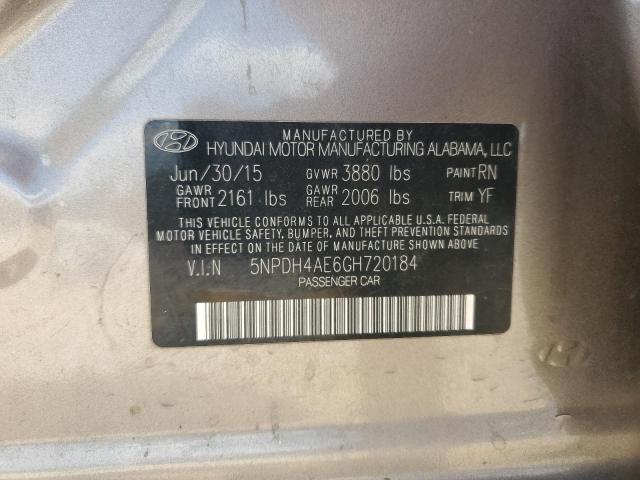 MANUFACTURED BY
HYUNDAI MOTOR MANUFACTURING ALABAMA, LLC
Jun/30/15 GVWR 3880 lbs PAINT RN
GAWR FRONT 2161 lbs GAWR REAR 2006 lbs TRIM YF
THIS VEHICLE CONFORMS TO ALL APPLICABLE U.S.A. FEDERAL
MOTOR VEHICLE SAFETY, BUMPER, AND THEFT PREVENTION STANDARDS
IN EFFECT ON THE DATE OF MANUFACTURE SHOWN ABOVE.
V.I.N 5NPDH4AE6GH720184
PASSENGER CAR